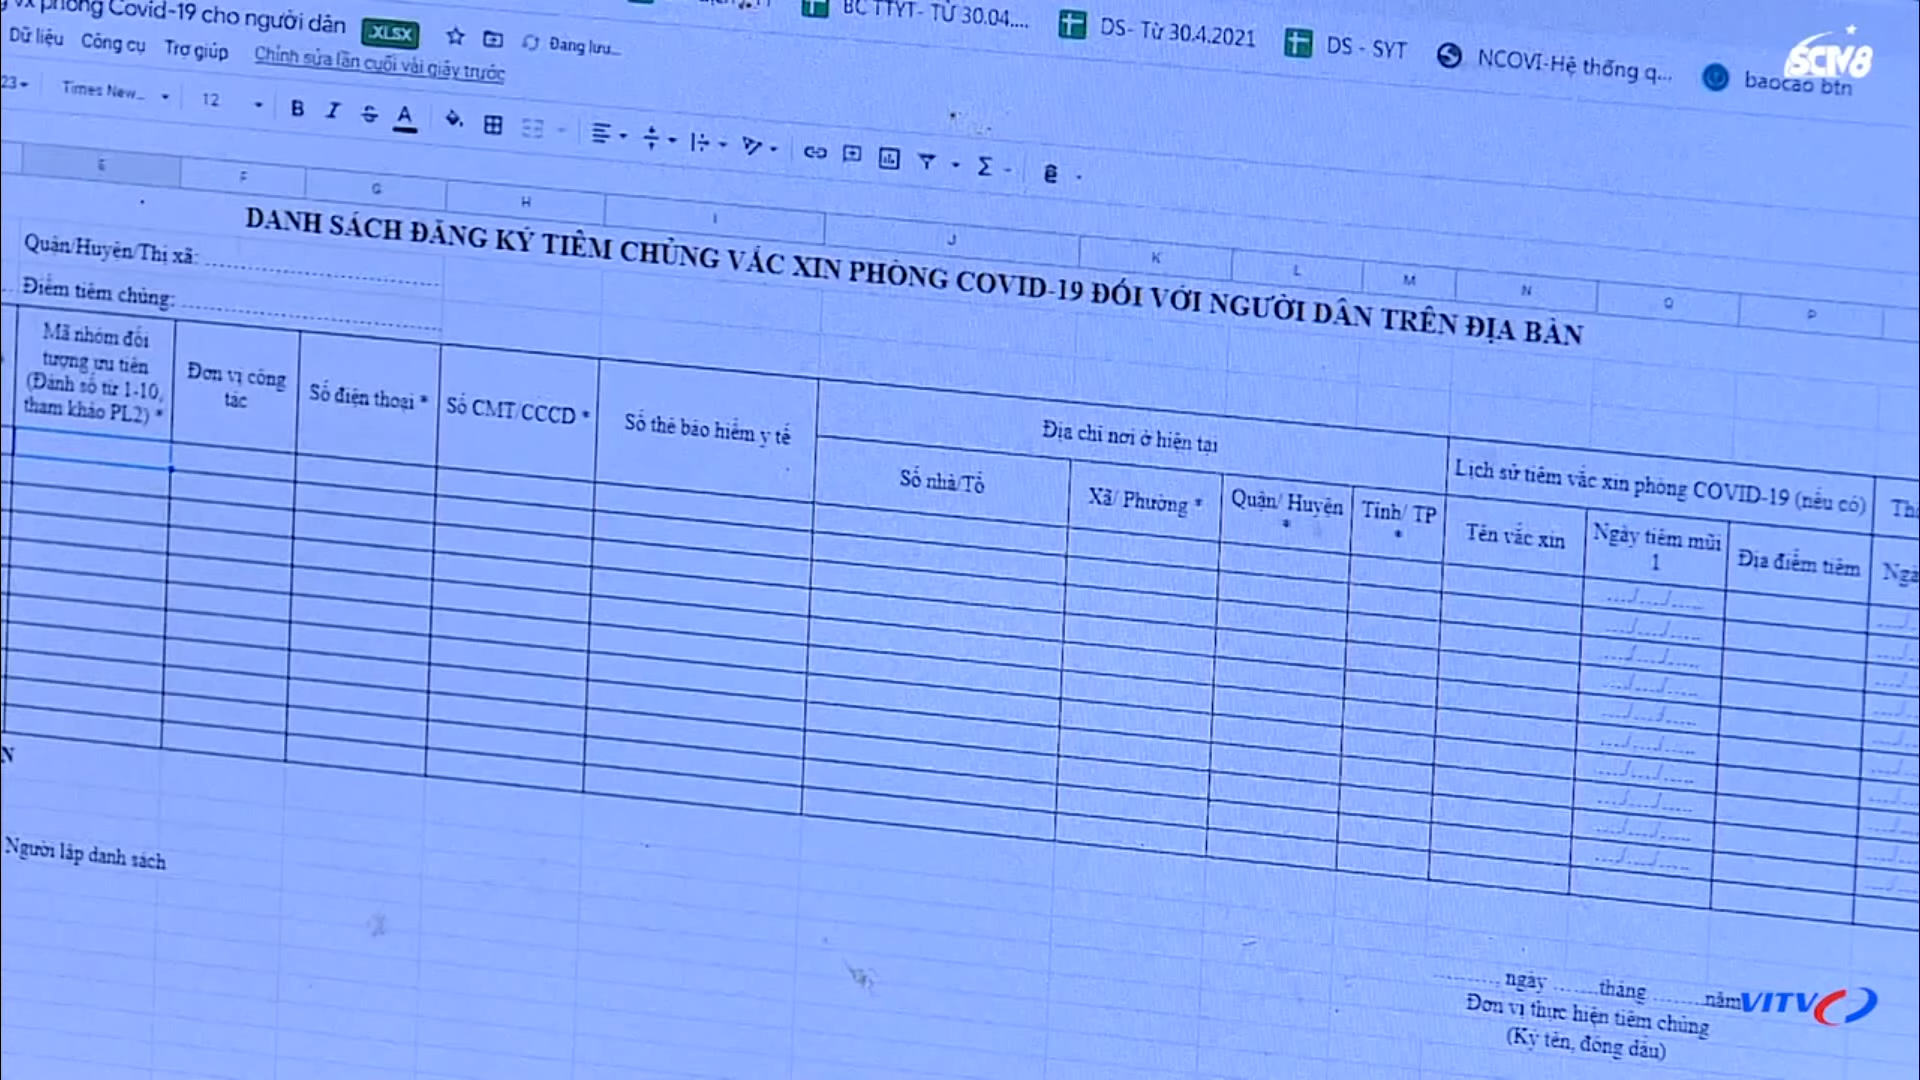 phòng Covid-19 cho người dân .XLSX Đang lưu...
BC TTYT- TỪ 30.04.... DS- Từ 30.4.2021 DS - SYT NCOVI-Hệ thống q... baocao btn
SCTV8
Dữ liệu Công cụ Trợ giúp Chỉnh sửa lần cuối vài giây trước
Times New... 12 B I S A
E F G H I J K L M N O P
DANH SÁCH ĐĂNG KÝ TIÊM CHỦNG VẮC XIN PHÒNG COVID-19 ĐỐI VỚI NGƯỜI DÂN TRÊN ĐỊA BÀN
Quận/Huyện/Thị xã:
Điểm tiêm chủng:
Mã nhóm đối
tượng ưu tiên
(Đánh số từ 1-10,
tham khảo PL2) *
Đơn vị công
tác
Số điện thoại *
Số CMT/CCCD *
Số thẻ bảo hiểm y tế
Địa chỉ nơi ở hiện tại
Số nhà/Tổ
Xã/ Phường *
Quận/ Huyện
*
Tỉnh/ TP
*
Lịch sử tiêm vắc xin phòng COVID-19 (nếu có)
Tên vắc xin
Ngày tiêm mũi
1
Địa điểm tiêm
Người lập danh sách
.........., ngày ........tháng .........năm
Đơn vị thực hiện tiêm chủng
(Ký tên, đóng dấu)
VITV